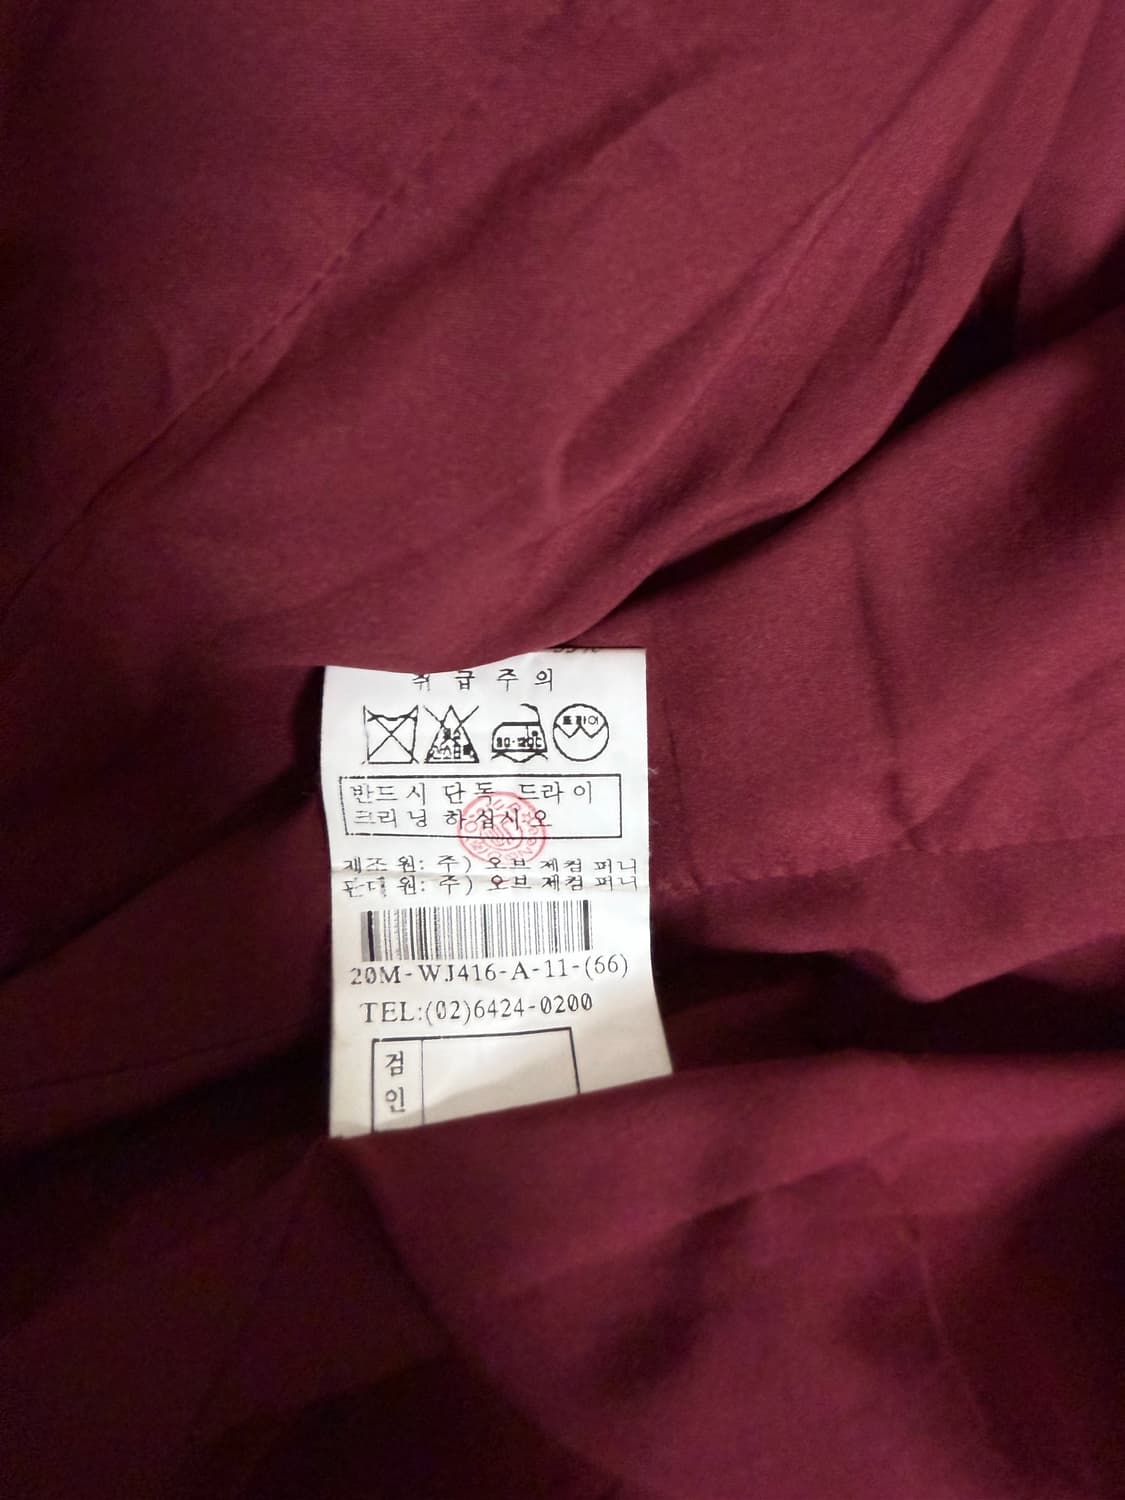 취급주의
80-120℃
드라이
반드시 단독 드라이
크리닝 하십시오
제조원: 주) 오브제컴퍼니
판매원: 주) 오브제컴퍼니
20M-WJ416-A-11-(66)
TEL:(02)6424-0200
검
인